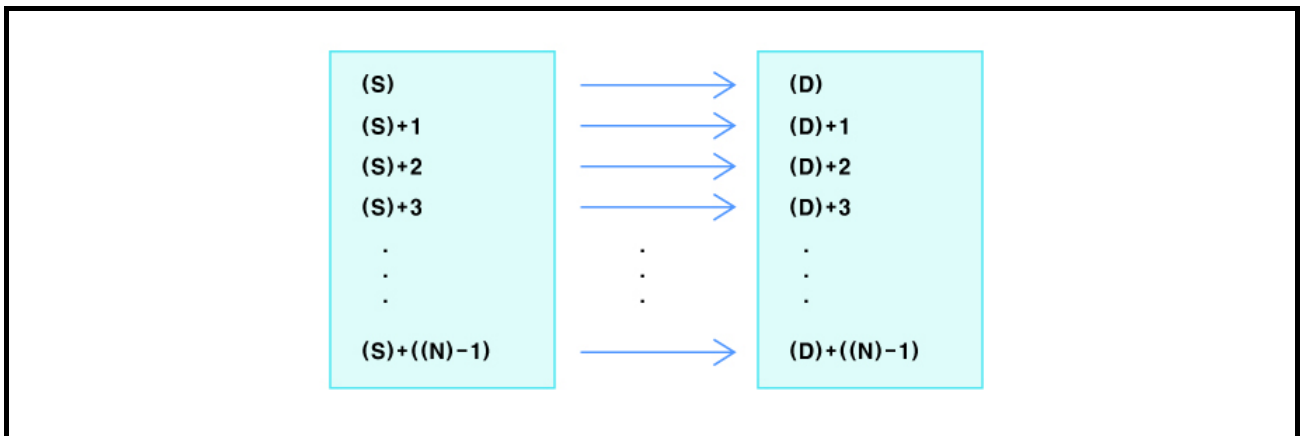 (S) (D)
(S)+1 (D)+1
(S)+2 (D)+2
(S)+3 (D)+3
. . .
. . .
. . .
(S)+((N)-1) (D)+((N)-1)